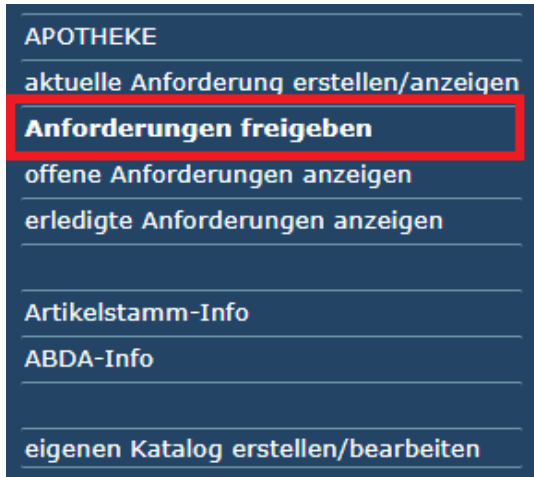 APOTHEKE
aktuelle Anforderung erstellen/anzeigen
Anforderungen freigeben
offene Anforderungen anzeigen
erledigte Anforderungen anzeigen
Artikelstamm-Info
ABDA-Info
eigenen Katalog erstellen/bearbeiten